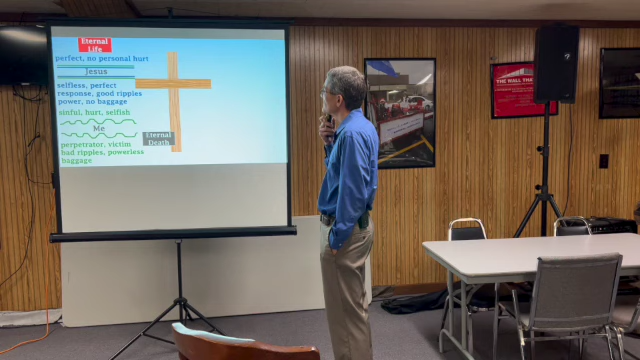 Eternal
Life
perfect, no personal hurt
Jesus
selfless, perfect
response, good ripples
power, no baggage
sinful, hurt, selfish
Me
Eternal
Death
perpetrator, victim
bad ripples, powerless
baggage
THE WALL THAT